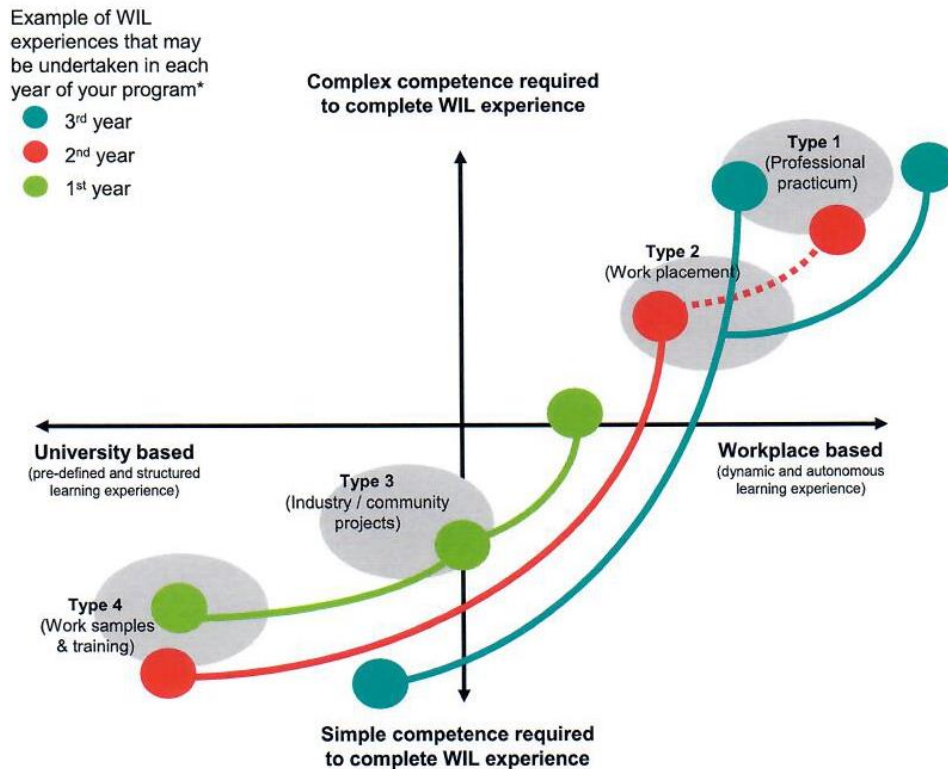 Example of WIL
experiences that may
be undertaken in each
year of your program*
3rd year
2nd year
1st year
Complex competence required
to complete WIL experience
Type 1
(Professional
practicum)
Type 2
(Work placement)
University based
(pre-defined and structured
learning experience)
Workplace based
(dynamic and autonomous
learning experience)
Type 3
(Industry / community
projects)
Type 4
(Work samples
& training)
Simple competence required
to complete WIL experience